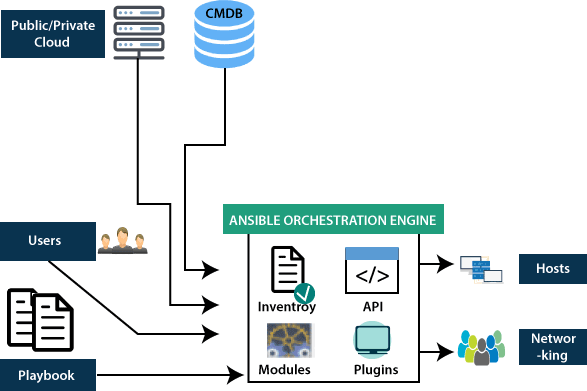 Public/Private
Cloud
CMDB
ANSIBLE ORCHESTRATION ENGINE
Users
Inventroy
API
Hosts
Modules
Plugins
Networ
-king
Playbook